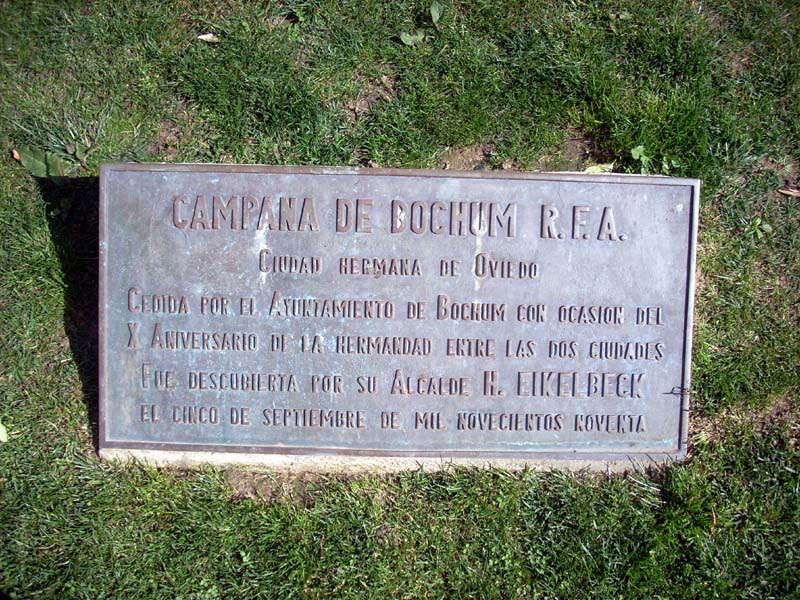 CAMPANA DE BOCHUM R.F.A.
CIUDAD HERMANA DE OVIEDO
CEDIDA POR EL AYUNTAMIENTO DE BOCHUM CON OCASION DEL
X ANIVERSARIO DE LA HERMANDAD ENTRE LAS DOS CIUDADES
FUE DESCUBIERTA POR SU ALCALDE H. EIKELBECK
EL CINCO DE SEPTIEMBRE DE MIL NOVECIENTOS NOVENTA